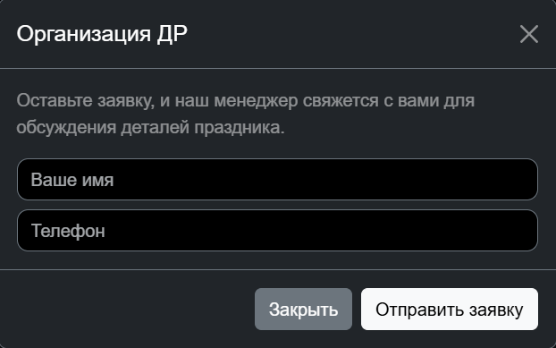 Организация ДР
Оставьте заявку, и наш менеджер свяжется с вами для
обсуждения деталей праздника.
Ваше имя
Телефон
Закрыть
Отправить заявку